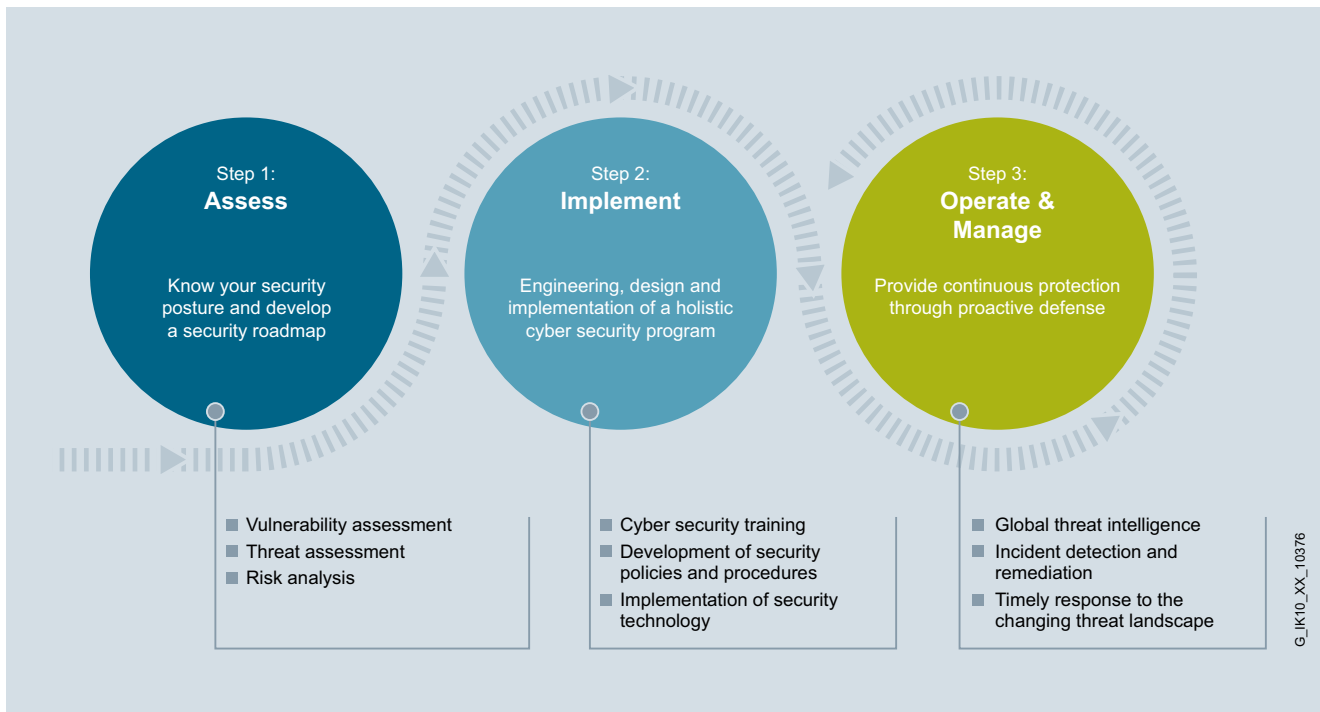 Step 1:
Assess
Know your security
posture and develop
a security roadmap
Step 2:
Implement
Engineering, design and
implementation of a holistic
cyber security program
Step 3:
Operate &
Manage
Provide continuous protection
through proactive defense
Vulnerability assessment
Threat assessment
Risk analysis
Cyber security training
Development of security
policies and procedures
Implementation of security
technology
Global threat intelligence
Incident detection and
remediation
Timely response to the
changing threat landscape
G_IK10_XX_10376